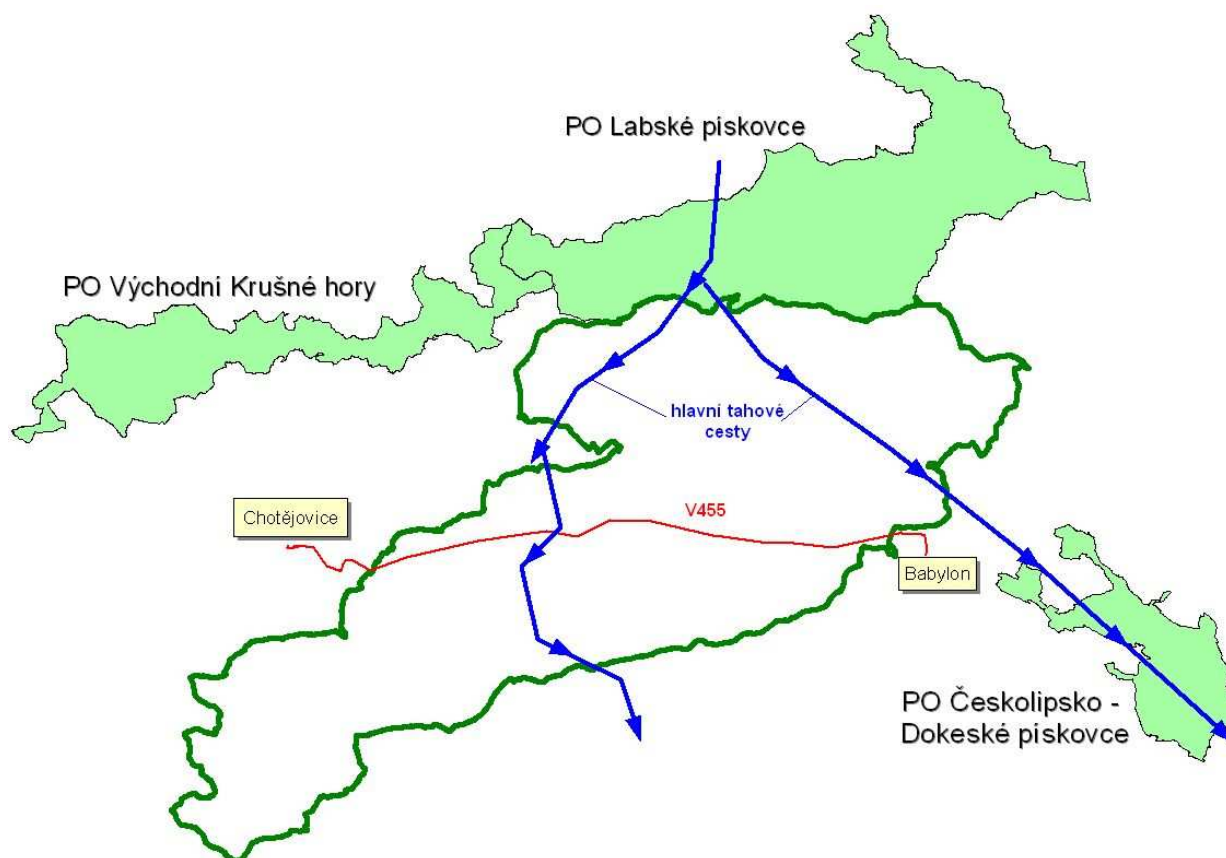 PO Labské pískovce
PO Východní Krušné hory
hlavní tahové
cesty
V455
Chotějovice
Babylon
PO Českolipsko -
Dokeské pískovce